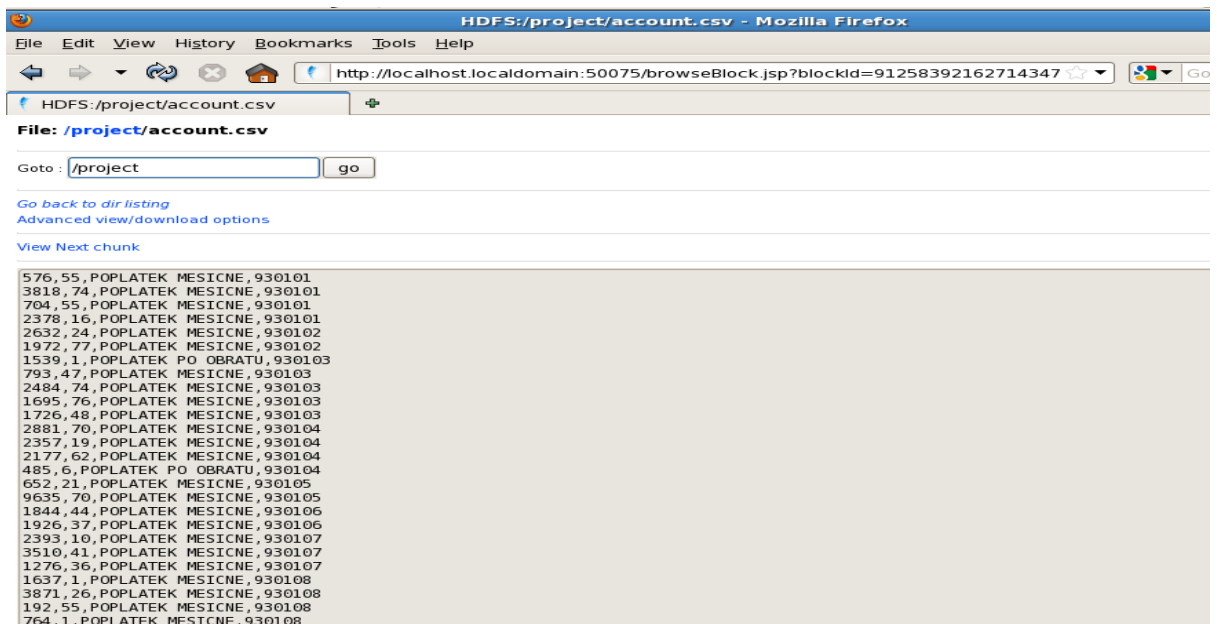 HDFS:/project/account.csv - Mozilla Firefox
File Edit View History Bookmarks Tools Help
http://localhost.localdomain:50075/browseBlock.jsp?blockId=91258392162714347 Go
HDFS:/project/account.csv
File: /project/account.csv
Goto : /project go
Go back to dir listing
Advanced view/download options
View Next chunk
576,55,POPLATEK MESICNE,930101
3818,74,POPLATEK MESICNE,930101
704,55,POPLATEK MESICNE,930101
2378,16,POPLATEK MESICNE,930101
2632,24,POPLATEK MESICNE,930102
1972,77,POPLATEK MESICNE,930102
1539,1,POPLATEK PO OBRATU,930103
793,47,POPLATEK MESICNE,930103
2484,74,POPLATEK MESICNE,930103
1695,76,POPLATEK MESICNE,930103
1726,48,POPLATEK MESICNE,930103
2881,70,POPLATEK MESICNE,930104
2357,19,POPLATEK MESICNE,930104
2177,62,POPLATEK MESICNE,930104
485,6,POPLATEK PO OBRATU,930104
652,21,POPLATEK MESICNE,930105
9635,70,POPLATEK MESICNE,930105
1844,44,POPLATEK MESICNE,930106
1926,37,POPLATEK MESICNE,930106
2393,10,POPLATEK MESICNE,930107
3510,41,POPLATEK MESICNE,930107
1276,36,POPLATEK MESICNE,930107
1637,1,POPLATEK MESICNE,930108
3871,26,POPLATEK MESICNE,930108
192,55,POPLATEK MESICNE,930108
764,1,POPLATEK MESICNE,930108